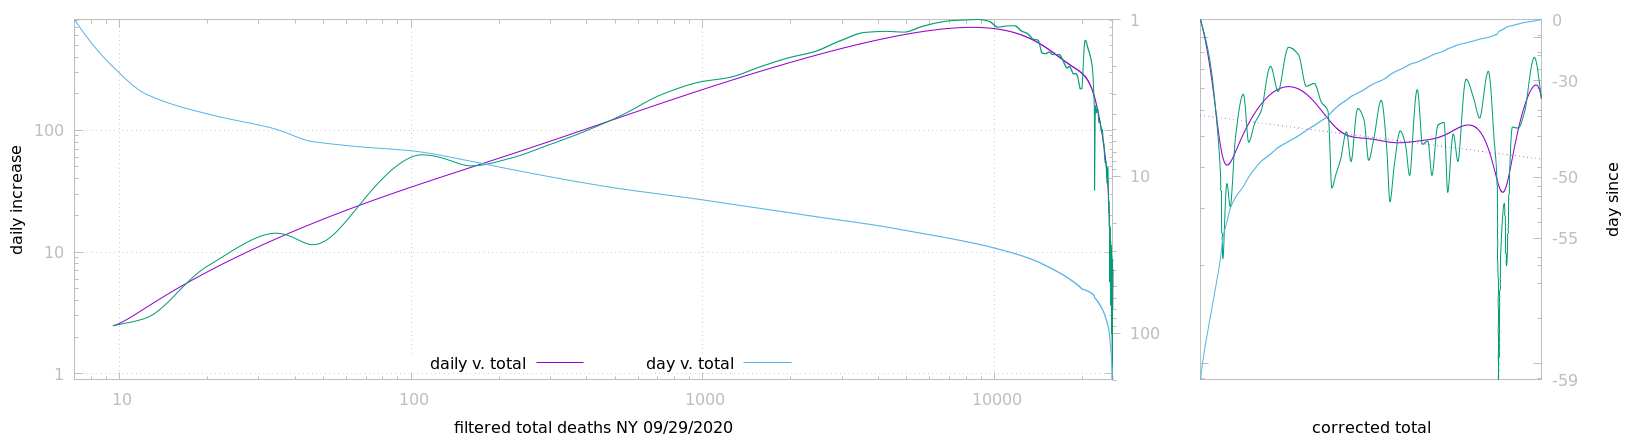 daily increase
100
10
1
10
100
1000
10000
daily v. total
day v. total
filtered total deaths NY 09/29/2020
1
10
100
0
-30
-50
-55
-59
day since
corrected total